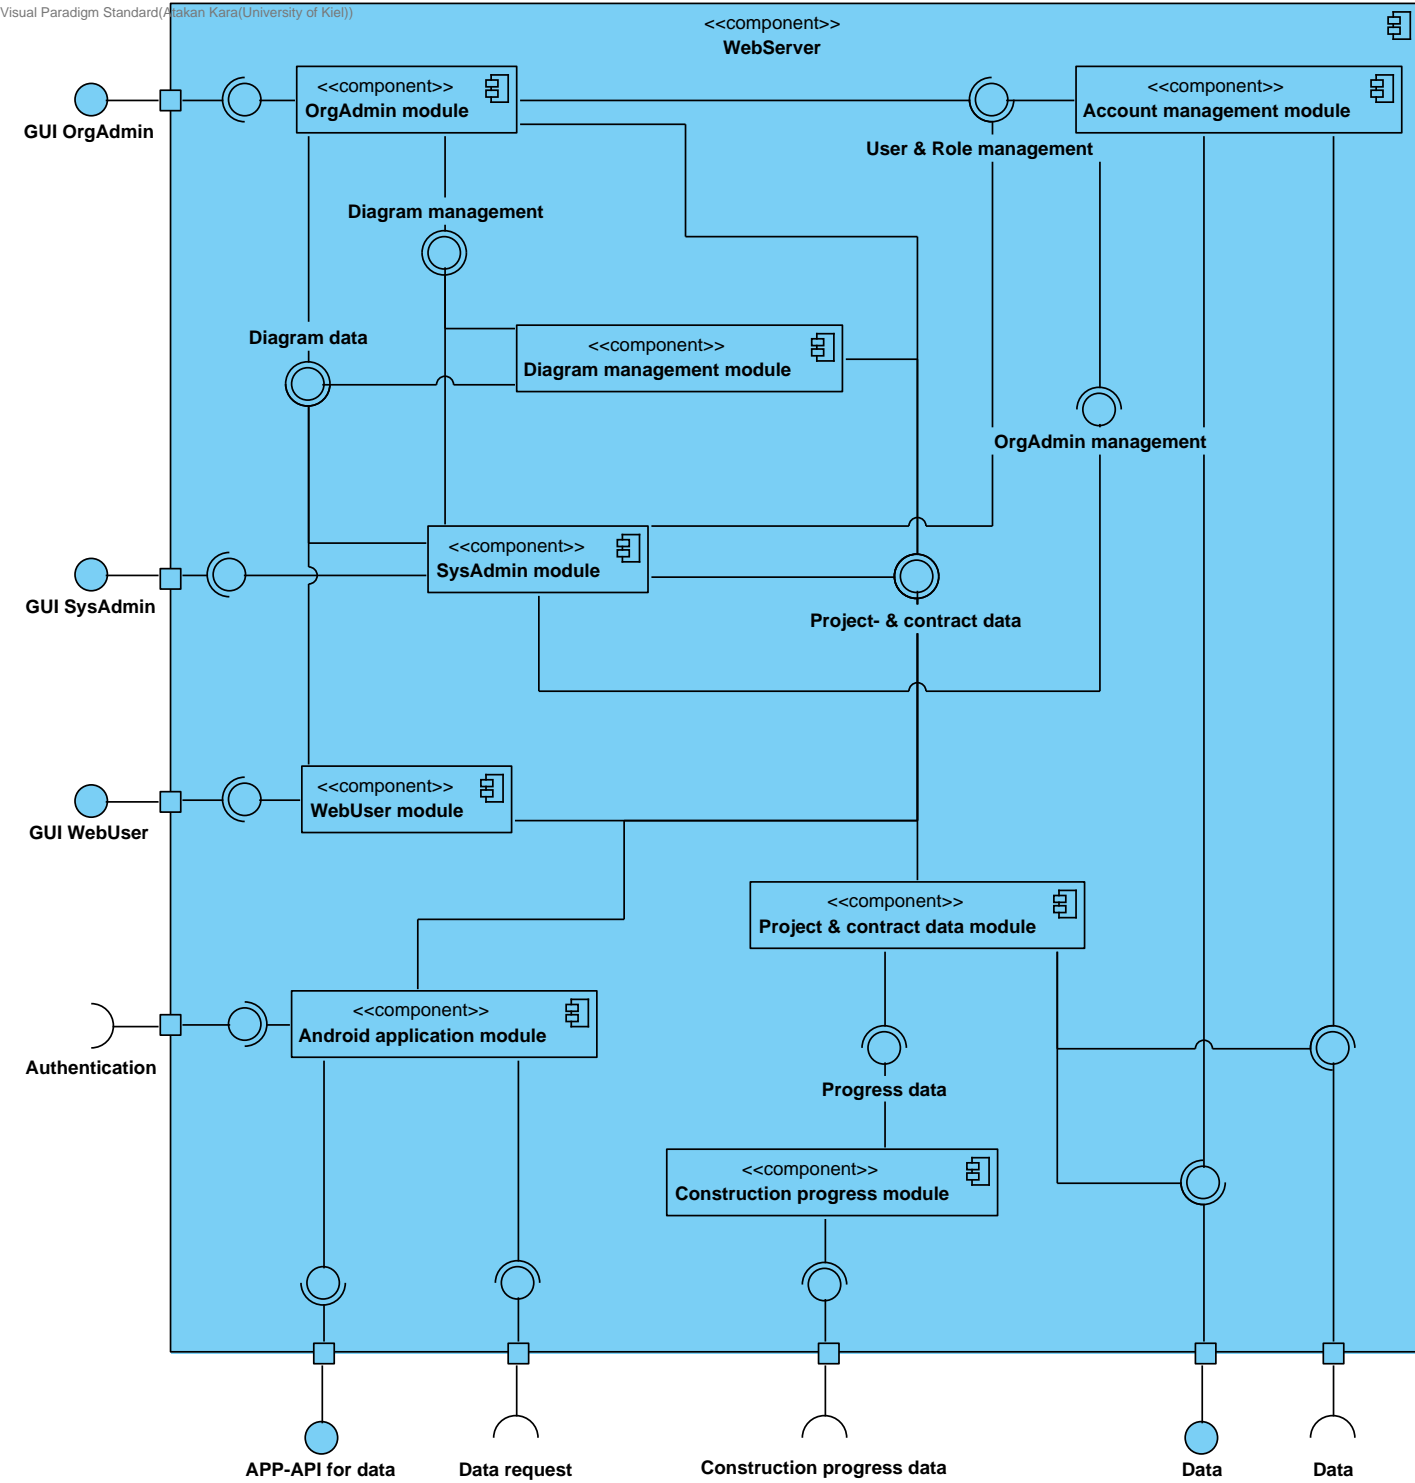 Visual Paradigm Standard(Atakan Kara(University of Kiel))
<<component>>
WebServer
<<component>>
OrgAdmin module
<<component>>
Account management module
GUI OrgAdmin
User & Role management
Diagram management
Diagram data
<<component>>
Diagram management module
OrgAdmin management
<<component>>
SysAdmin module
GUI SysAdmin
Project- & contract data
<<component>>
WebUser module
GUI WebUser
<<component>>
Project & contract data module
<<component>>
Android application module
Authentication
Progress data
<<component>>
Construction progress module
APP-API for data
Data request
Construction progress data
Data
Data